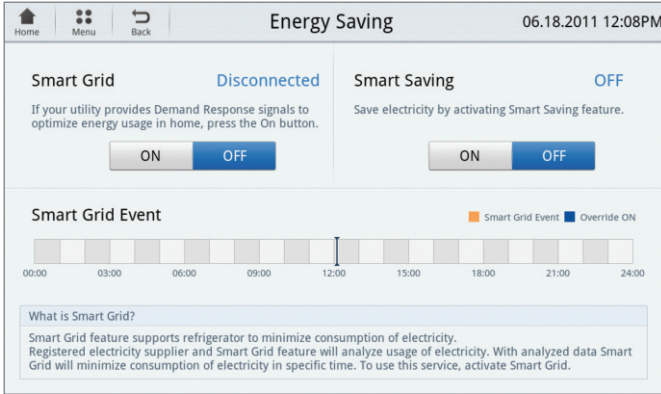 Home Menu Back Energy Saving 06.18.2011 12:08PM
Smart Grid Disconnected
If your utility provides Demand Response signals to
optimize energy usage in home, press the On button.
ON OFF
Smart Saving OFF
Save electricity by activating Smart Saving feature.
ON OFF
Smart Grid Event
Smart Grid Event Override ON
00:00 03:00 06:00 09:00 12:00 15:00 18:00 21:00 24:00
What is Smart Grid?
Smart Grid feature supports refrigerator to minimize consumption of electricity.
Registered electricity supplier and Smart Grid feature will analyze usage of electricity. With analyzed data Smart
Grid will minimize consumption of electricity in specific time. To use this service, activate Smart Grid.